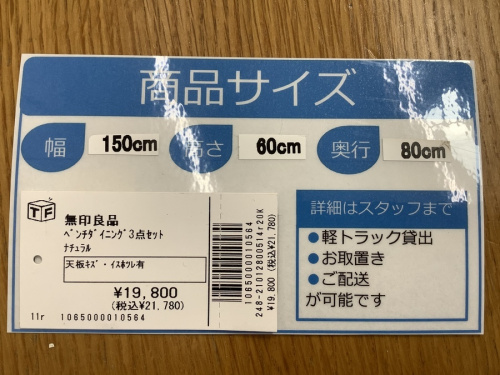 商品サイズ
幅 150cm 高さ 60cm 奥行 80cm
TF
無印良品
ベンチダイニング3点セット
ナチュラル
天板キズ・イスホツレ有
¥19,800
(税込¥21,780)
11r 1065000010564
1065000010564
248-21012800514r20K
¥19,800 (税込¥21,780)
詳細はスタッフまで
●軽トラック貸出
●お取置き
●ご配送
が可能です